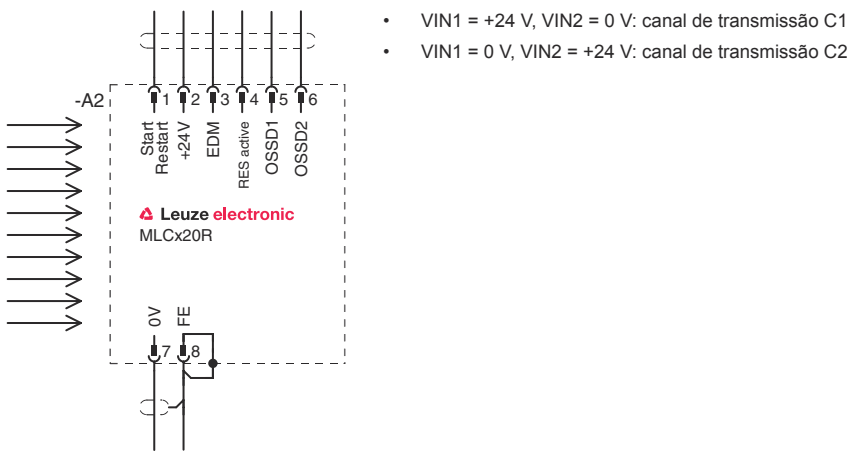 • VIN1 = +24 V, VIN2 = 0 V: canal de transmissão C1
• VIN1 = 0 V, VIN2 = +24 V: canal de transmissão C2
-A2
1 2 3 4 5 6
Start
Restart
+24V
EDM
RES active
OSSD1
OSSD2
Leuze electronic
MLCx20R
0V
FE
7 8